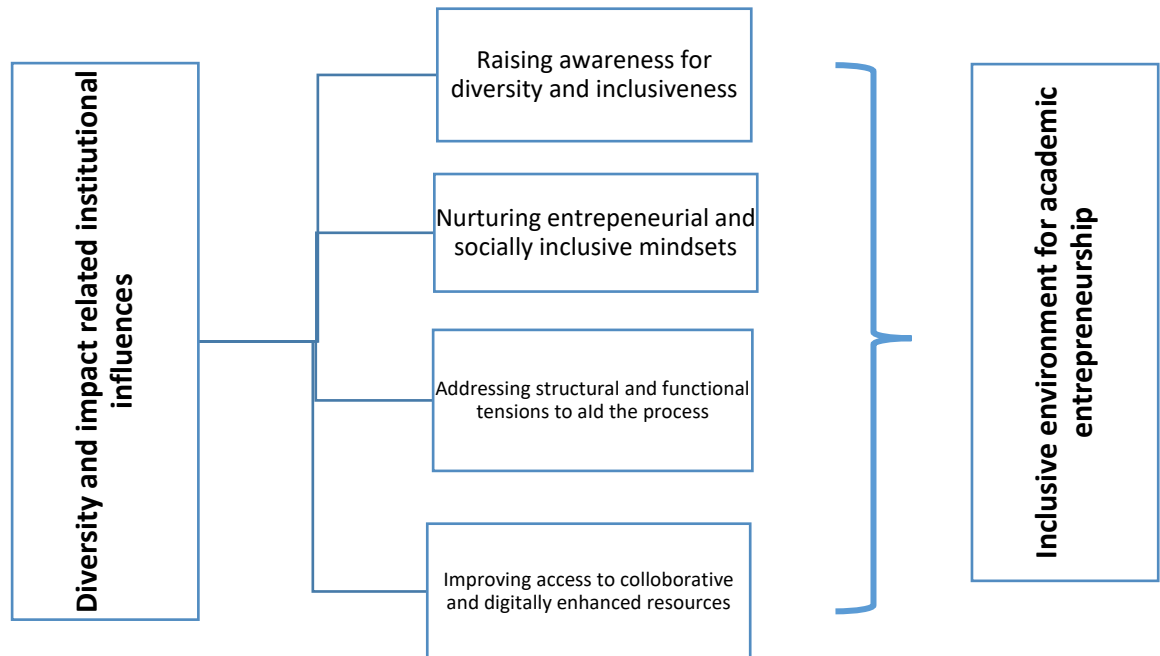 Diversity and impact related institutional
influences
Raising awareness for
diversity and inclusiveness
Nurturing entrepeneurial and
socially inclusive mindsets
Addressing structural and functional
tensions to aId the process
Improving access to colloborative
and digitally enhanced resources
Inclusive environment for academic
entrepreneurship